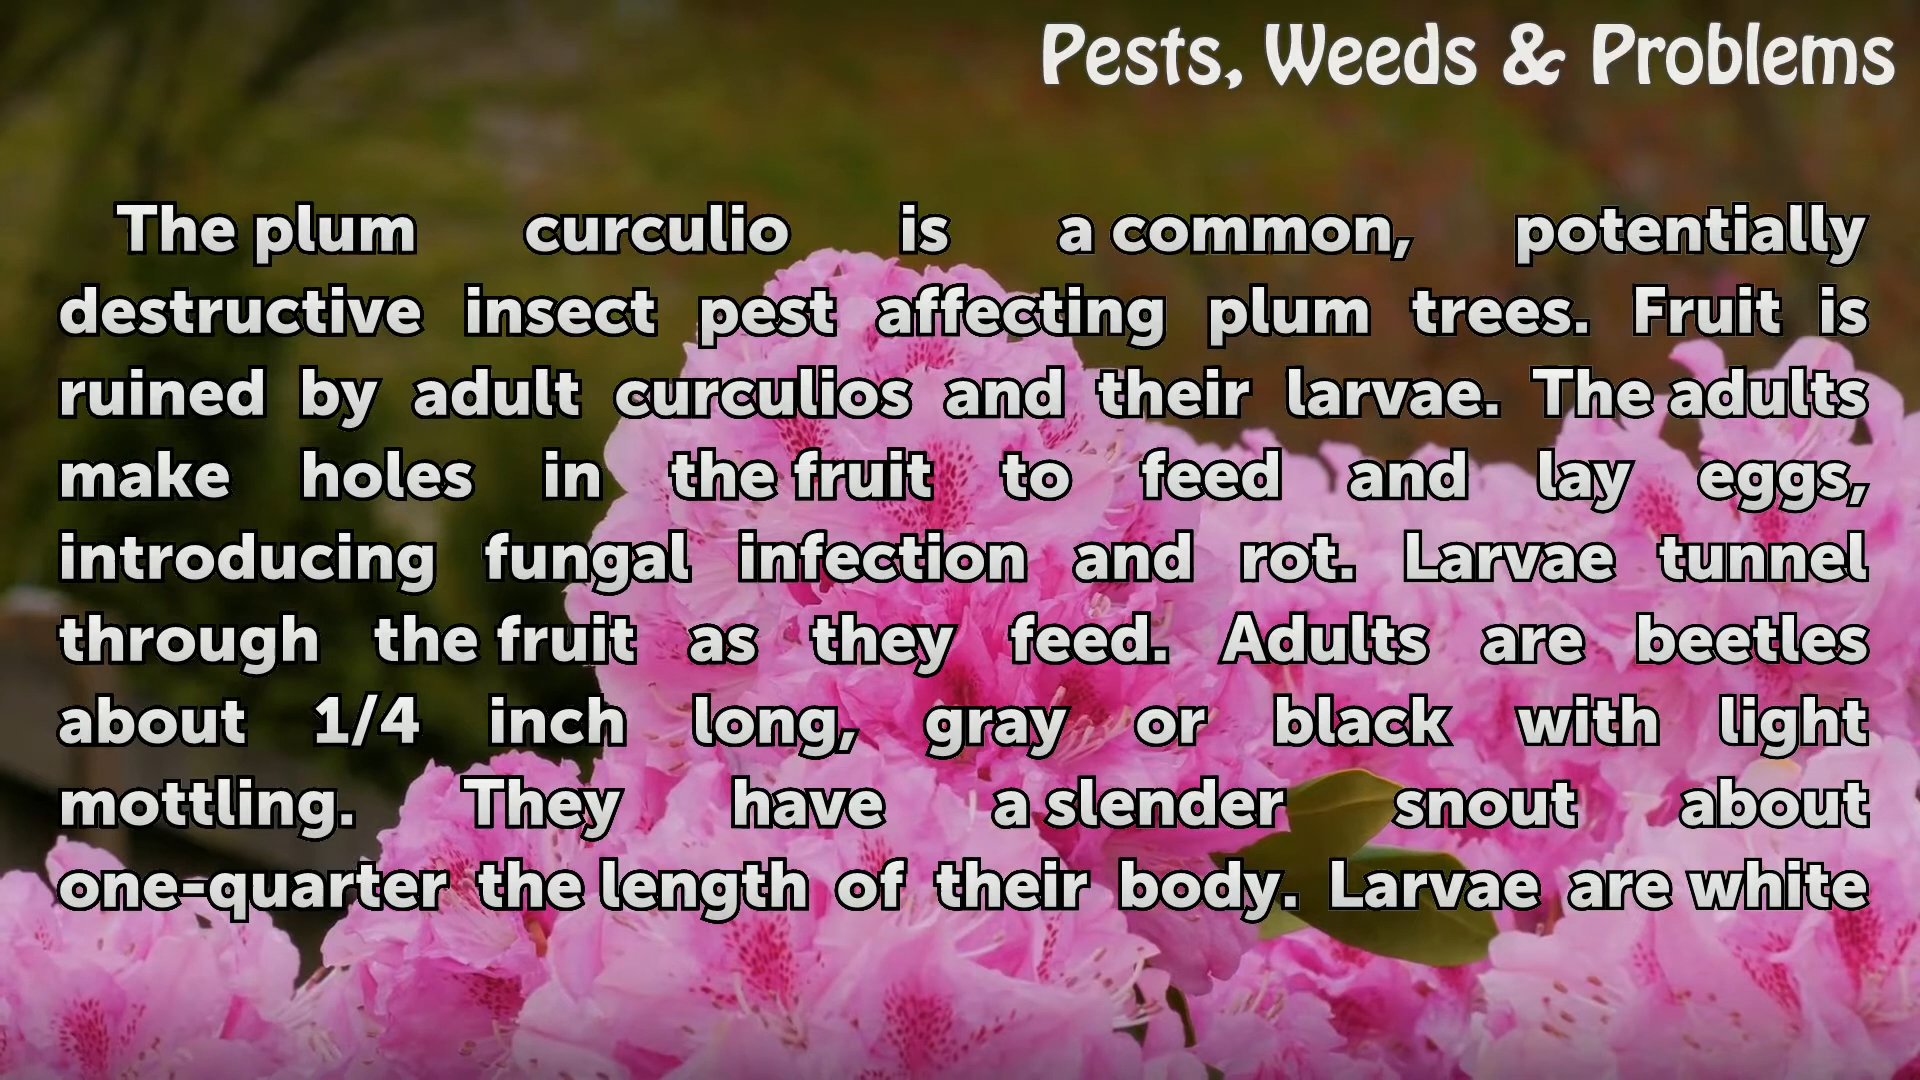 Pests, Weeds & Problems
The plum curculio is a common, potentially
destructive insect pest affecting plum trees. Fruit is
ruined by adult curculios and their larvae. The adults
make holes in the fruit to feed and lay eggs,
introducing fungal infection and rot. Larvae tunnel
through the fruit as they feed. Adults are beetles
about 1/4 inch long, gray or black with light
mottling. They have a slender snout about
one-quarter the length of their body. Larvae are white